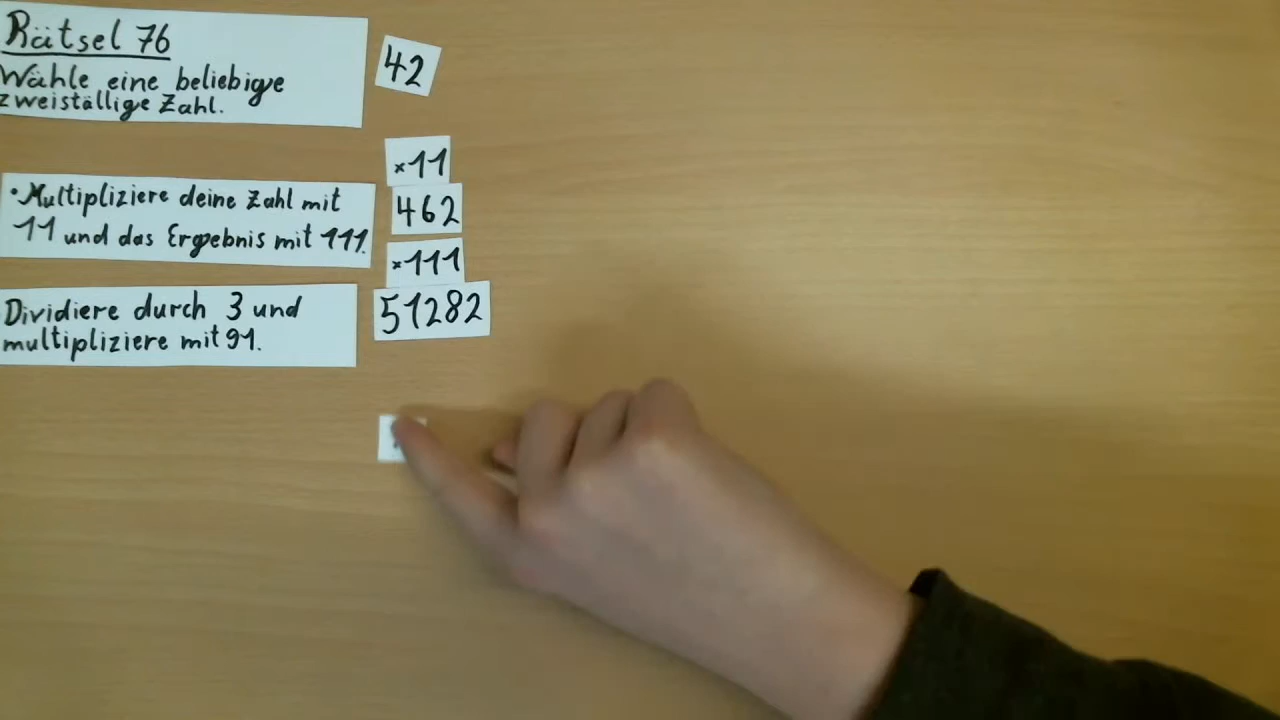 Rätsel 76
Wähle eine beliebige
zweiställige Zahl.
42
×11
• Multipliziere deine Zahl mit
11 und das Ergebnis mit 111.
462
×111
Dividiere durch 3 und
multipliziere mit 91.
51282